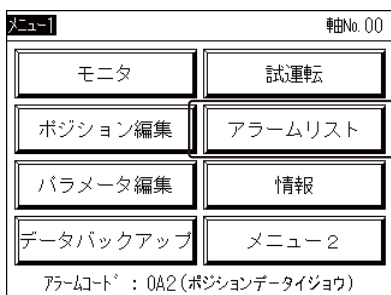 ﾒﾆｭｰ1 軸No. 00
モニタ 試運転
ポジション編集 アラームリスト
パラメータ編集 情報
データバックアップ メニュー2
ｱﾗｰﾑｺｰﾄﾞ : 0A2(ﾎﾟｼﾞｼｮﾝﾃﾞｰﾀｲｼﾞｮｳ)